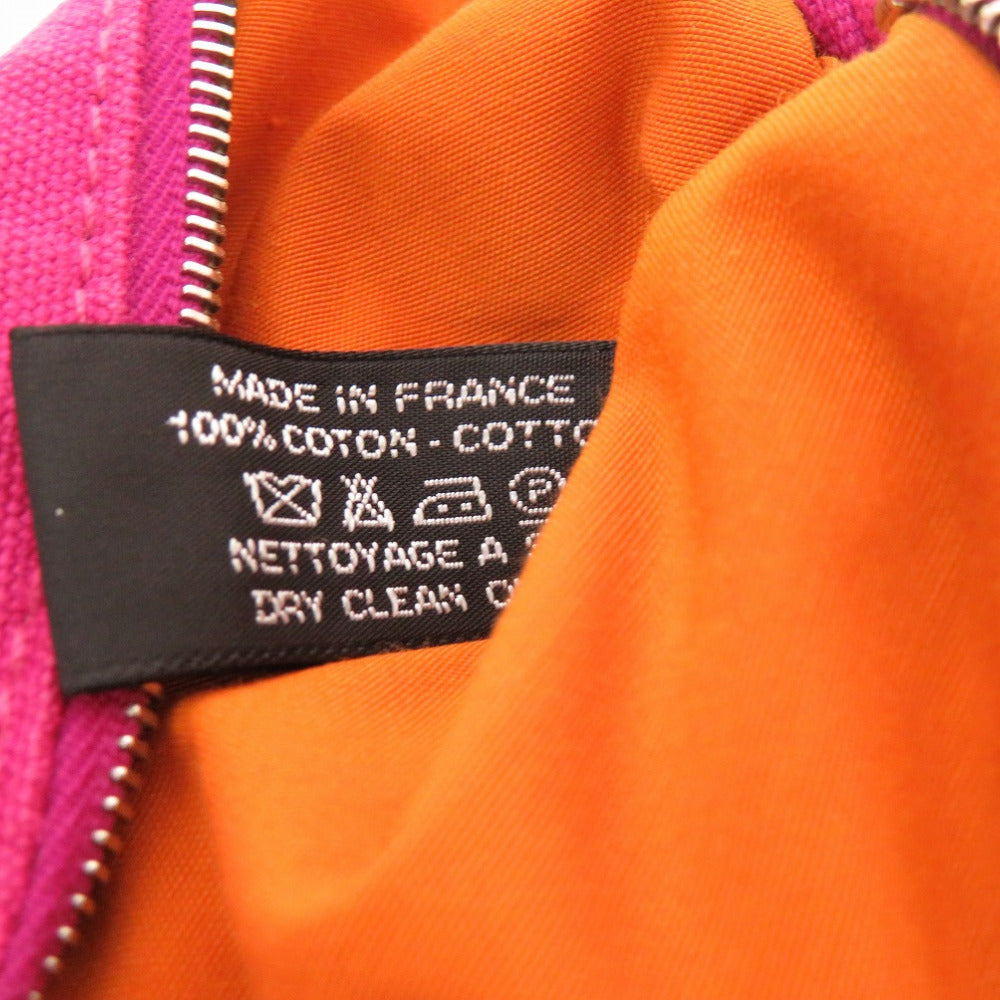 MADE IN FRANCE
100% COTON - COTTO
P
NETTOYAGE A
DRY CLEAN